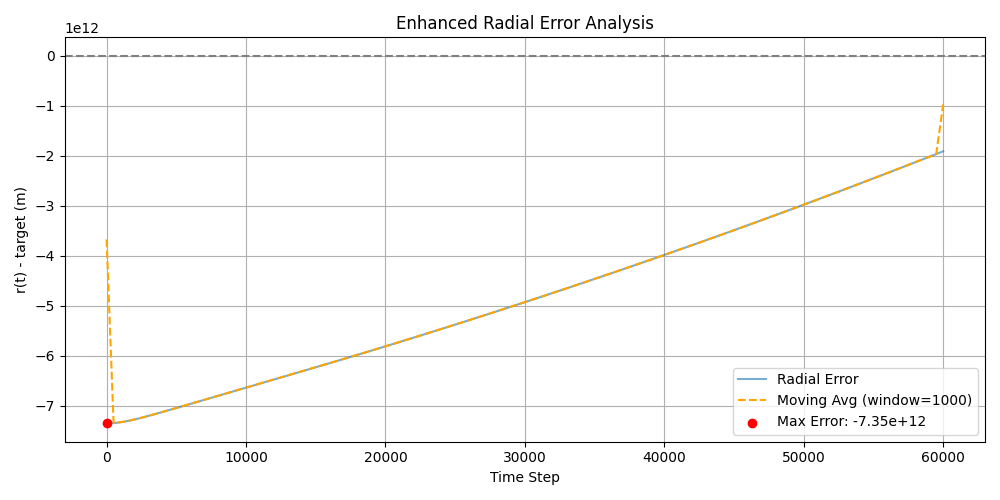 Enhanced Radial Error Analysis
1e12
0
−1
−2
−3
−4
−5
−6
−7
r(t) - target (m)
Radial Error
Moving Avg (window=1000)
Max Error: -7.35e+12
0 10000 20000 30000 40000 50000 60000
Time Step